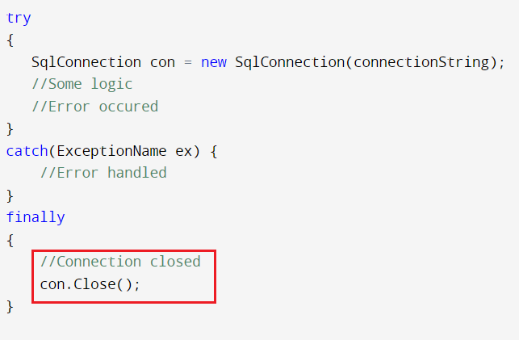 try
{
SqlConnection con = new SqlConnection(connectionString);
//Some logic
//Error occured
}
catch(ExceptionName ex) {
//Error handled
}
finally
{
//Connection closed
con.Close();
}